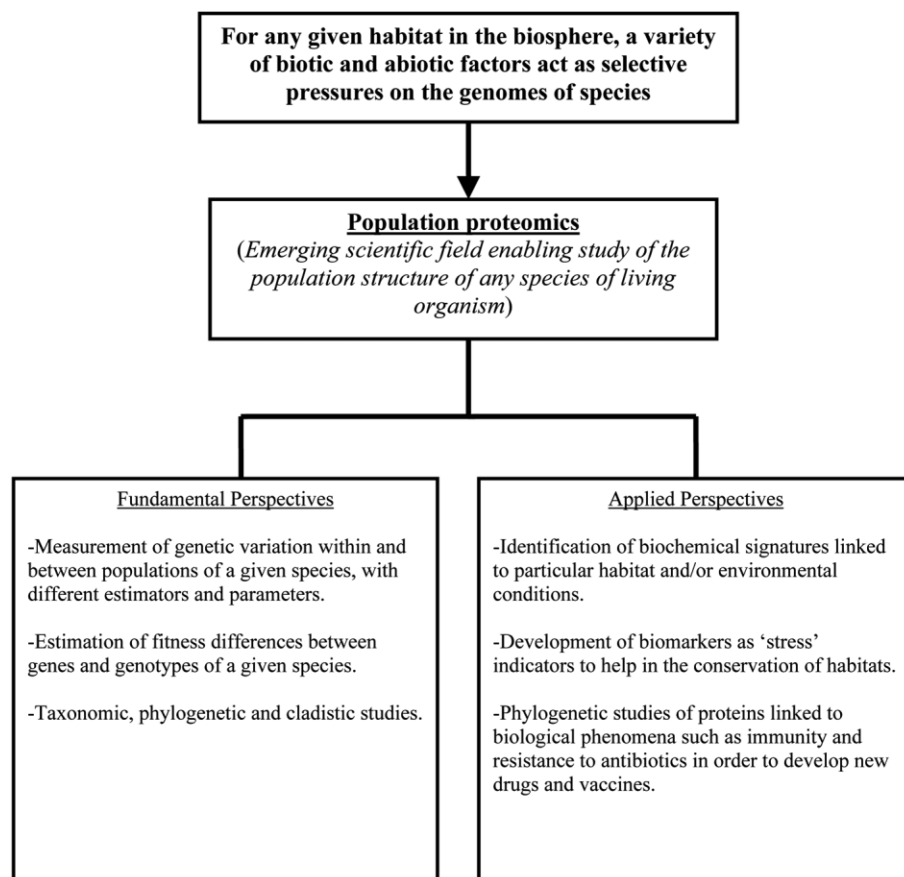 For any given habitat in the biosphere, a variety
of biotic and abiotic factors act as selective
pressures on the genomes of species
Population proteomics
(Emerging scientific field enabling study of the
population structure of any species of living
organism)
Fundamental Perspectives
-Measurement of genetic variation within and
between populations of a given species, with
different estimators and parameters.
-Estimation of fitness differences between
genes and genotypes of a given species.
-Taxonomic, phylogenetic and cladistic studies.
Applied Perspectives
-Identification of biochemical signatures linked
to particular habitat and/or environmental
conditions.
-Development of biomarkers as ‘stress’
indicators to help in the conservation of habitats.
-Phylogenetic studies of proteins linked to
biological phenomena such as immunity and
resistance to antibiotics in order to develop new
drugs and vaccines.